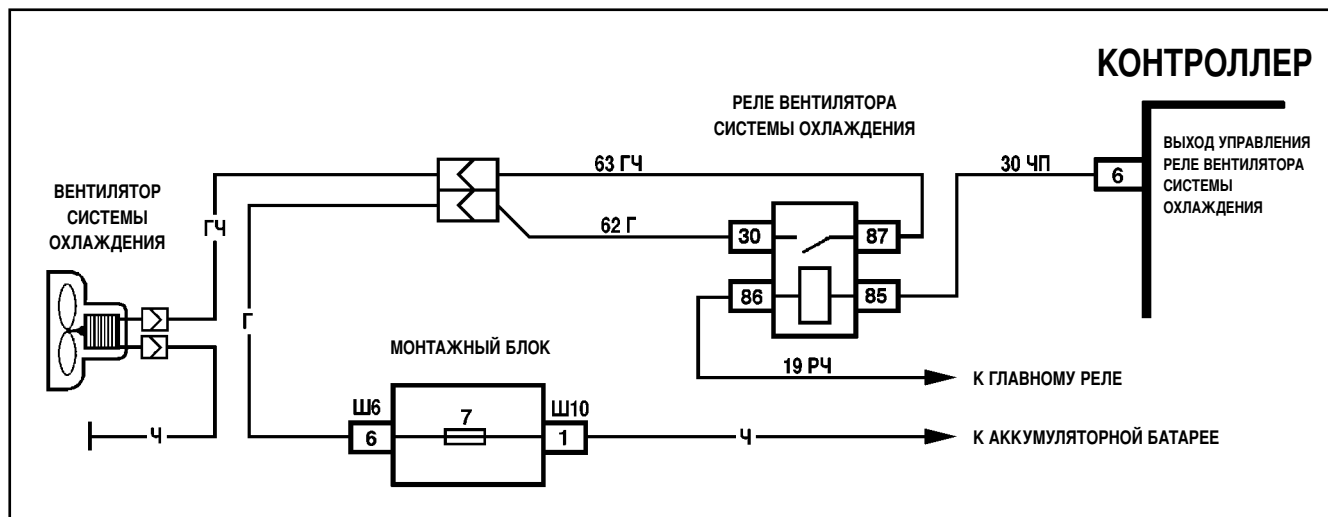 КОНТРОЛЛЕР
РЕЛЕ ВЕНТИЛЯТОРА
СИСТЕМЫ ОХЛАЖДЕНИЯ
ВЫХОД УПРАВЛЕНИЯ
РЕЛЕ ВЕНТИЛЯТОРА
СИСТЕМЫ
ОХЛАЖДЕНИЯ
63 ГЧ
30 ЧП
6
ВЕНТИЛЯТОР
СИСТЕМЫ
ОХЛАЖДЕНИЯ
ГЧ
62 Г
30
87
86
85
Г
МОНТАЖНЫЙ БЛОК
19 РЧ
К ГЛАВНОМУ РЕЛЕ
Ш6
7
Ш10
Ч
6
1
Ч
К АККУМУЛЯТОРНОЙ БАТАРЕЕ